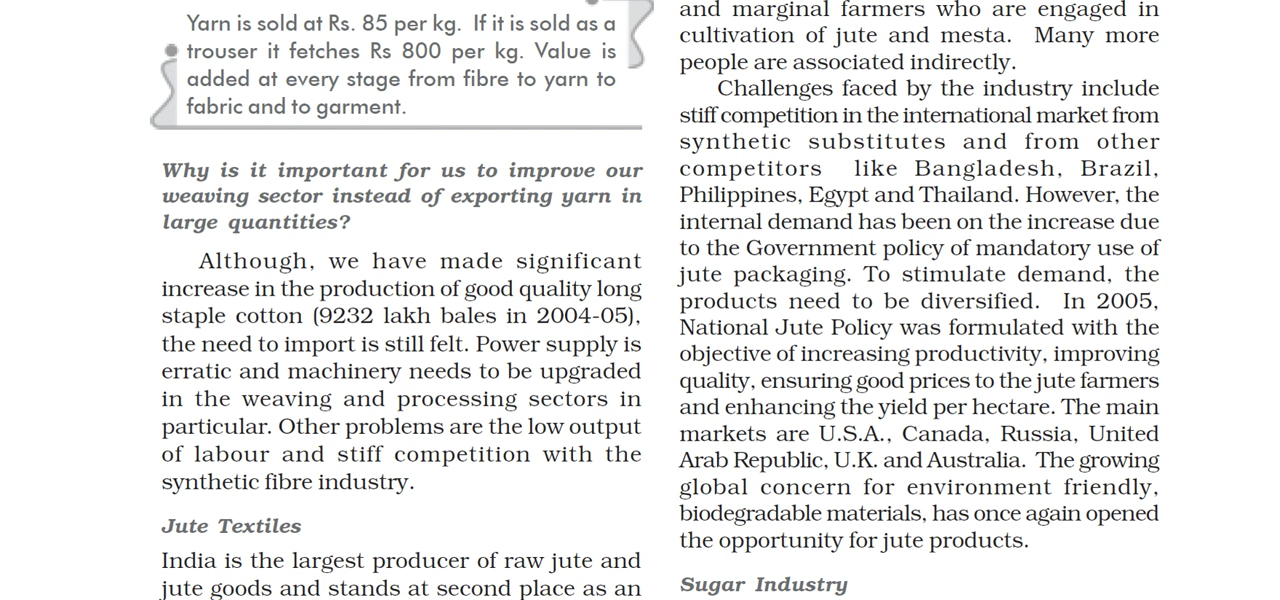 Yarn is sold at Rs. 85 per kg. If it is sold as a
trouser it fetches Rs 800 per kg. Value is
added at every stage from fibre to yarn to
fabric and to garment.
Why is it important for us to improve our
weaving sector instead of exporting yarn in
large quantities?
Although, we have made significant
increase in the production of good quality long
staple cotton (9232 lakh bales in 2004-05),
the need to import is still felt. Power supply is
erratic and machinery needs to be upgraded
in the weaving and processing sectors in
particular. Other problems are the low output
of labour and stiff competition with the
synthetic fibre industry.
Jute Textiles
India is the largest producer of raw jute and
jute goods and stands at second place as an
and marginal farmers who are engaged in
cultivation of jute and mesta. Many more
people are associated indirectly.
Challenges faced by the industry include
stiff competition in the international market from
synthetic substitutes and from other
competitors like Bangladesh, Brazil,
Philippines, Egypt and Thailand. However, the
internal demand has been on the increase due
to the Government policy of mandatory use of
jute packaging. To stimulate demand, the
products need to be diversified. In 2005,
National Jute Policy was formulated with the
objective of increasing productivity, improving
quality, ensuring good prices to the jute farmers
and enhancing the yield per hectare. The main
markets are U.S.A., Canada, Russia, United
Arab Republic, U.K. and Australia. The growing
global concern for environment friendly,
biodegradable materials, has once again opened
the opportunity for jute products.
Sugar Industry